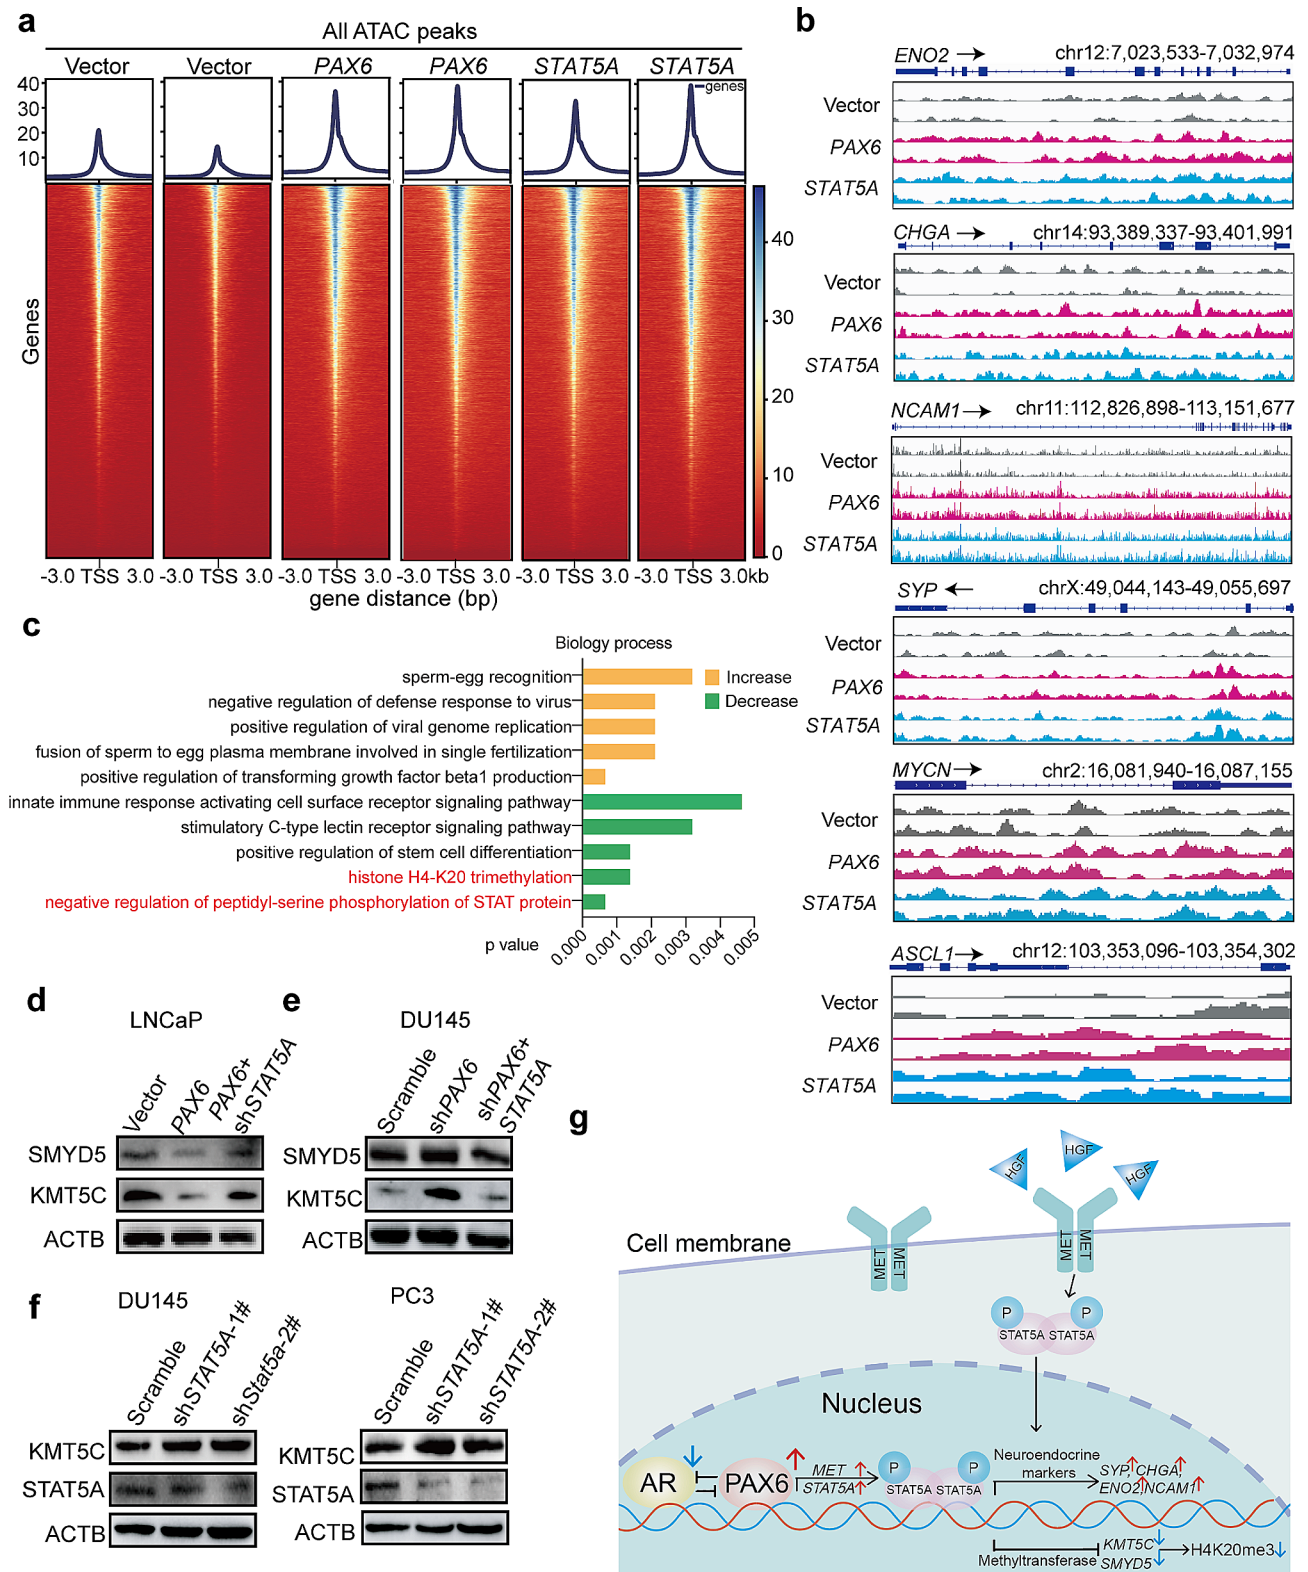 a
All ATAC peaks
Vector Vector PAX6 PAX6 STAT5A STAT5A
40
30
20
10
genes
Genes
40
30
20
10
0
-3.0 TSS 3.0 -3.0 TSS 3.0 -3.0 TSS 3.0 -3.0 TSS 3.0 -3.0 TSS 3.0 -3.0 TSS 3.0kb
gene distance (bp)
b
ENO2 → chr12:7,023,533-7,032,974
Vector
PAX6
STAT5A
CHGA → chr14:93,389,337-93,401,991
Vector
PAX6
STAT5A
NCAM1 → chr11:112,826,898-113,151,677
Vector
PAX6
STAT5A
SYP ← chrX:49,044,143-49,055,697
Vector
PAX6
STAT5A
MYCN → chr2:16,081,940-16,087,155
Vector
PAX6
STAT5A
ASCL1 → chr12:103,353,096-103,354,302
Vector
PAX6
STAT5A
c
Biology process
sperm-egg recognition
negative regulation of defense response to virus
positive regulation of viral genome replication
fusion of sperm to egg plasma membrane involved in single fertilization
positive regulation of transforming growth factor beta1 production
innate immune response activating cell surface receptor signaling pathway
stimulatory C-type lectin receptor signaling pathway
positive regulation of stem cell differentiation
histone H4-K20 trimethylation
negative regulation of peptidyl-serine phosphorylation of STAT protein
Increase
Decrease
p value
0.000 0.001 0.002 0.003 0.004 0.005
d
LNCaP
Vector
PAX6
PAX6+
shSTAT5A
SMYD5
KMT5C
ACTB
e
DU145
Scramble
shPAX6
shPAX6+
STAT5A
SMYD5
KMT5C
ACTB
f
DU145
Scramble
shSTAT5A-1#
shStat5a-2#
KMT5C
STAT5A
ACTB
PC3
Scramble
shSTAT5A-1#
shSTAT5A-2#
KMT5C
STAT5A
ACTB
g
HGF
HGF
HGF
Cell membrane
MET MET
MET MET
P P
STAT5A STAT5A
Nucleus
AR
PAX6
MET
STAT5A
P P
STAT5A STAT5A
Neuroendocrine
markers
SYP, CHGA,
ENO2, NCAM1
Methyltransferase
KMT5C
SMYD5
H4K20me3